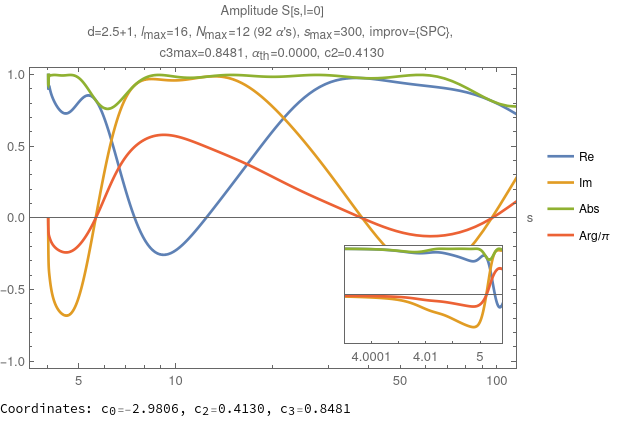 Amplitude S[s,l=0]
d=2.5+1, lmax=16, Nmax=12 (92 α's), smax=300, improv={SPC},
c3max=0.8481, αth=0.0000, c2=0.4130
1.0
0.5
0.0
−0.5
−1.0
5
10
50
100
s
4.0001
4.01
5
Re
Im
Abs
Arg/π
Coordinates: c0=-2.9806, c2=0.4130, c3=0.8481